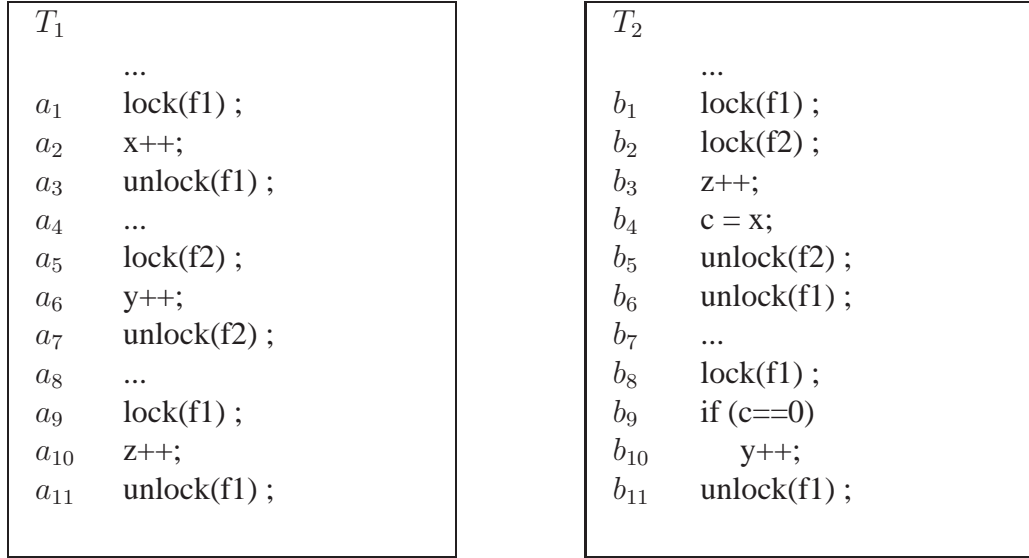 T₁
...
a₁ lock(f1) ;
a₂ x++;
a₃ unlock(f1) ;
a₄ ...
a₅ lock(f2) ;
a₆ y++;
a₇ unlock(f2) ;
a₈ ...
a₉ lock(f1) ;
a₁₀ z++;
a₁₁ unlock(f1) ;
T₂
...
b₁ lock(f1) ;
b₂ lock(f2) ;
b₃ z++;
b₄ c = x;
b₅ unlock(f2) ;
b₆ unlock(f1) ;
b₇ ...
b₈ lock(f1) ;
b₉ if (c==0)
b₁₀ y++;
b₁₁ unlock(f1) ;